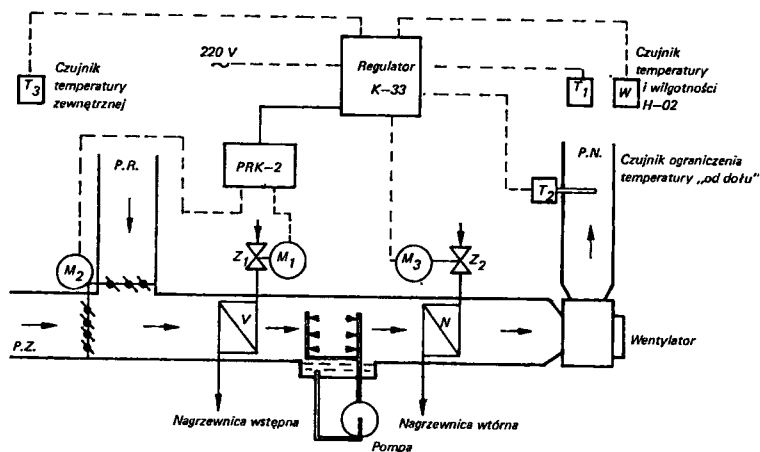 220 V
Regulator
K–33
T3
Czujnik
temperatury
zewnętrznej
T1
W
Czujnik
temperatury
i wilgotności
H–02
PRK–2
P.R.
P.N.
T2
Czujnik ograniczenia
temperatury „od dołu”
M2
Z1
M1
M3
Z2
V
N
P.Z.
Wentylator
Nagrzewnica wstępna
Nagrzewnica wtórna
Pompa